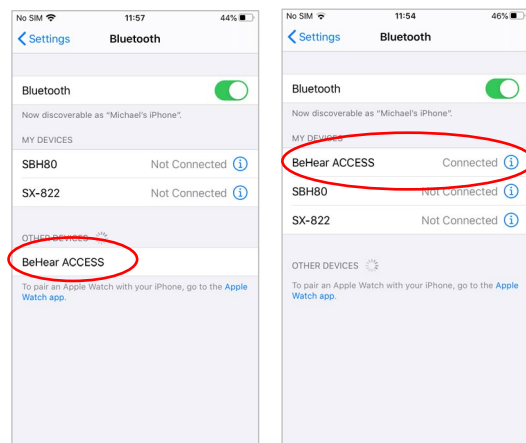 No SIM 11:57 44%
Settings Bluetooth
Bluetooth
Now discoverable as “Michael’s iPhone”.
MY DEVICES
SBH80 Not Connected
SX-822 Not Connected
OTHER DEVICES
BeHear ACCESS
To pair an Apple Watch with your iPhone, go to the Apple
Watch app.
No SIM 11:54 46%
Settings Bluetooth
Bluetooth
Now discoverable as “Michael’s iPhone”.
MY DEVICES
BeHear ACCESS Connected
SBH80 Not Connected
SX-822 Not Connected
OTHER DEVICES
To pair an Apple Watch with your iPhone, go to the Apple
Watch app.